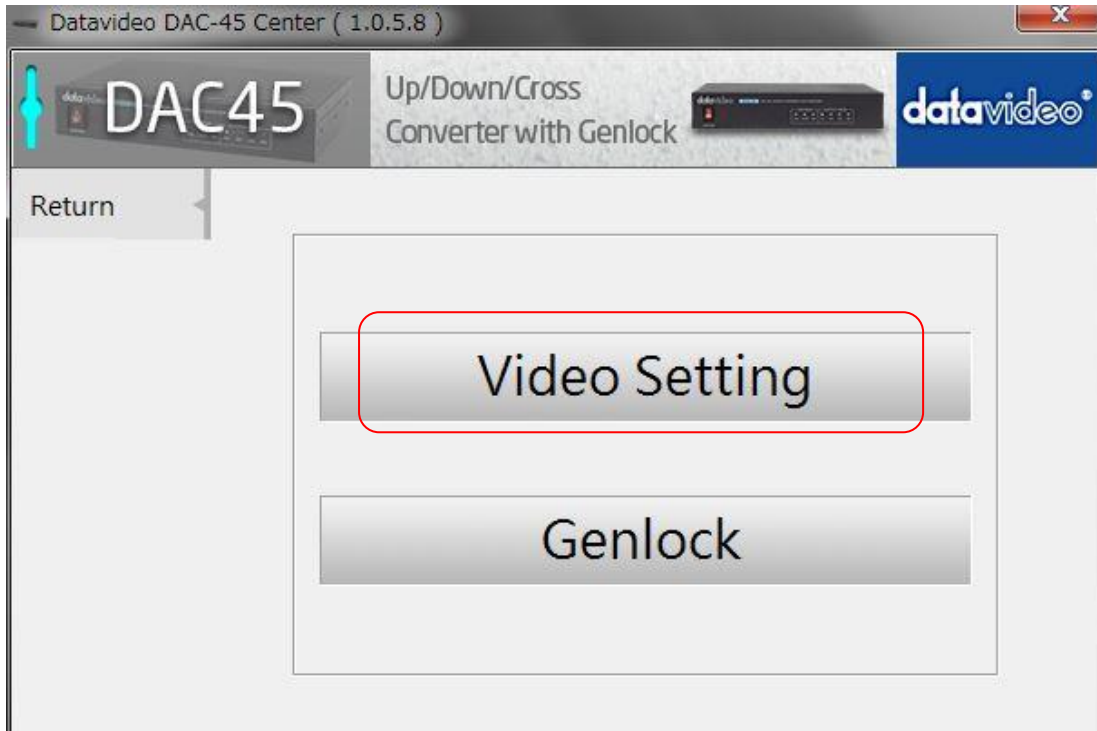 Datavideo DAC-45 Center ( 1.0.5.8 )
x
DAC45
Up/Down/Cross
Converter with Genlock
datavideo®
Return
Video Setting
Genlock